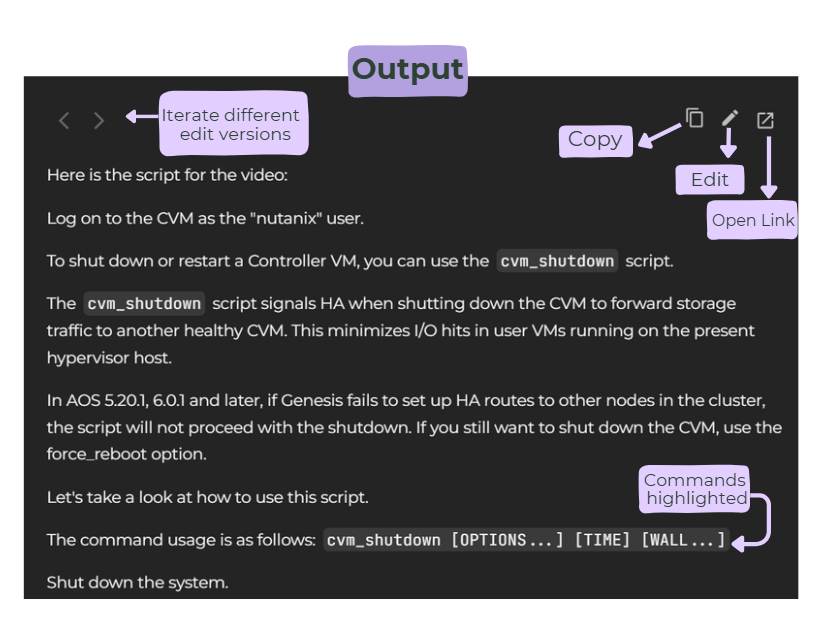 Output
Iterate different
edit versions
Copy
Edit
Open Link
Here is the script for the video:
Log on to the CVM as the "nutanix" user.
To shut down or restart a Controller VM, you can use the cvm_shutdown script.
The cvm_shutdown script signals HA when shutting down the CVM to forward storage
traffic to another healthy CVM. This minimizes I/O hits in user VMs running on the present
hypervisor host.
In AOS 5.20.1, 6.0.1 and later, if Genesis fails to set up HA routes to other nodes in the cluster,
the script will not proceed with the shutdown. If you still want to shut down the CVM, use the
force_reboot option.
Let's take a look at how to use this script.
Commands
highlighted
The command usage is as follows: cvm_shutdown [OPTIONS...] [TIME] [WALL...]
Shut down the system.